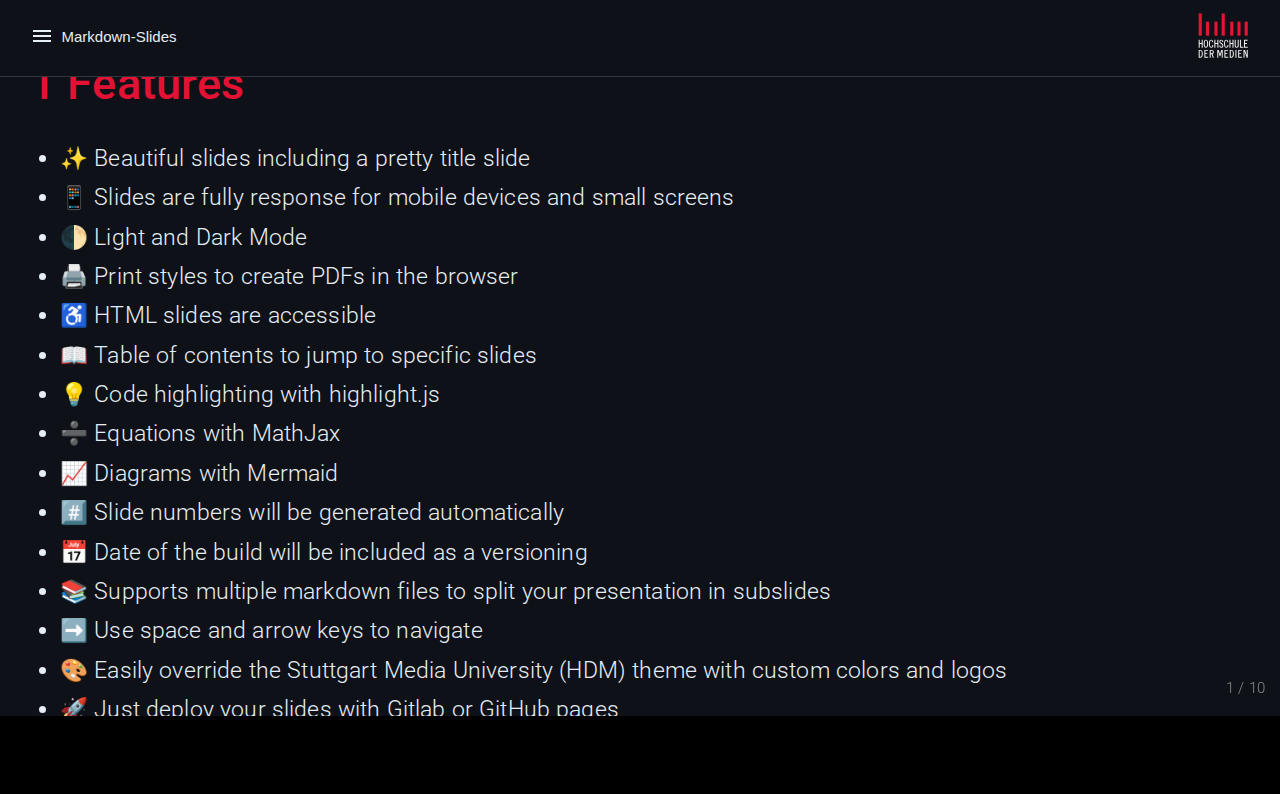 Markdown-Slides
HOCHSCHULE
DER MEDIEN
1 Features
• ✨ Beautiful slides including a pretty title slide
• 📱 Slides are fully response for mobile devices and small screens
• 🌓 Light and Dark Mode
• 🖨️ Print styles to create PDFs in the browser
• ♿ HTML slides are accessible
• 📖 Table of contents to jump to specific slides
• 💡 Code highlighting with highlight.js
• ➗ Equations with MathJax
• 📈 Diagrams with Mermaid
• #️⃣ Slide numbers will be generated automatically
• 📅 Date of the build will be included as a versioning
• 📚 Supports multiple markdown files to split your presentation in subslides
• ➡️ Use space and arrow keys to navigate
• 🎨 Easily override the Stuttgart Media University (HDM) theme with custom colors and logos
• 🚀 Just deploy your slides with Gitlab or GitHub pages
1 / 10